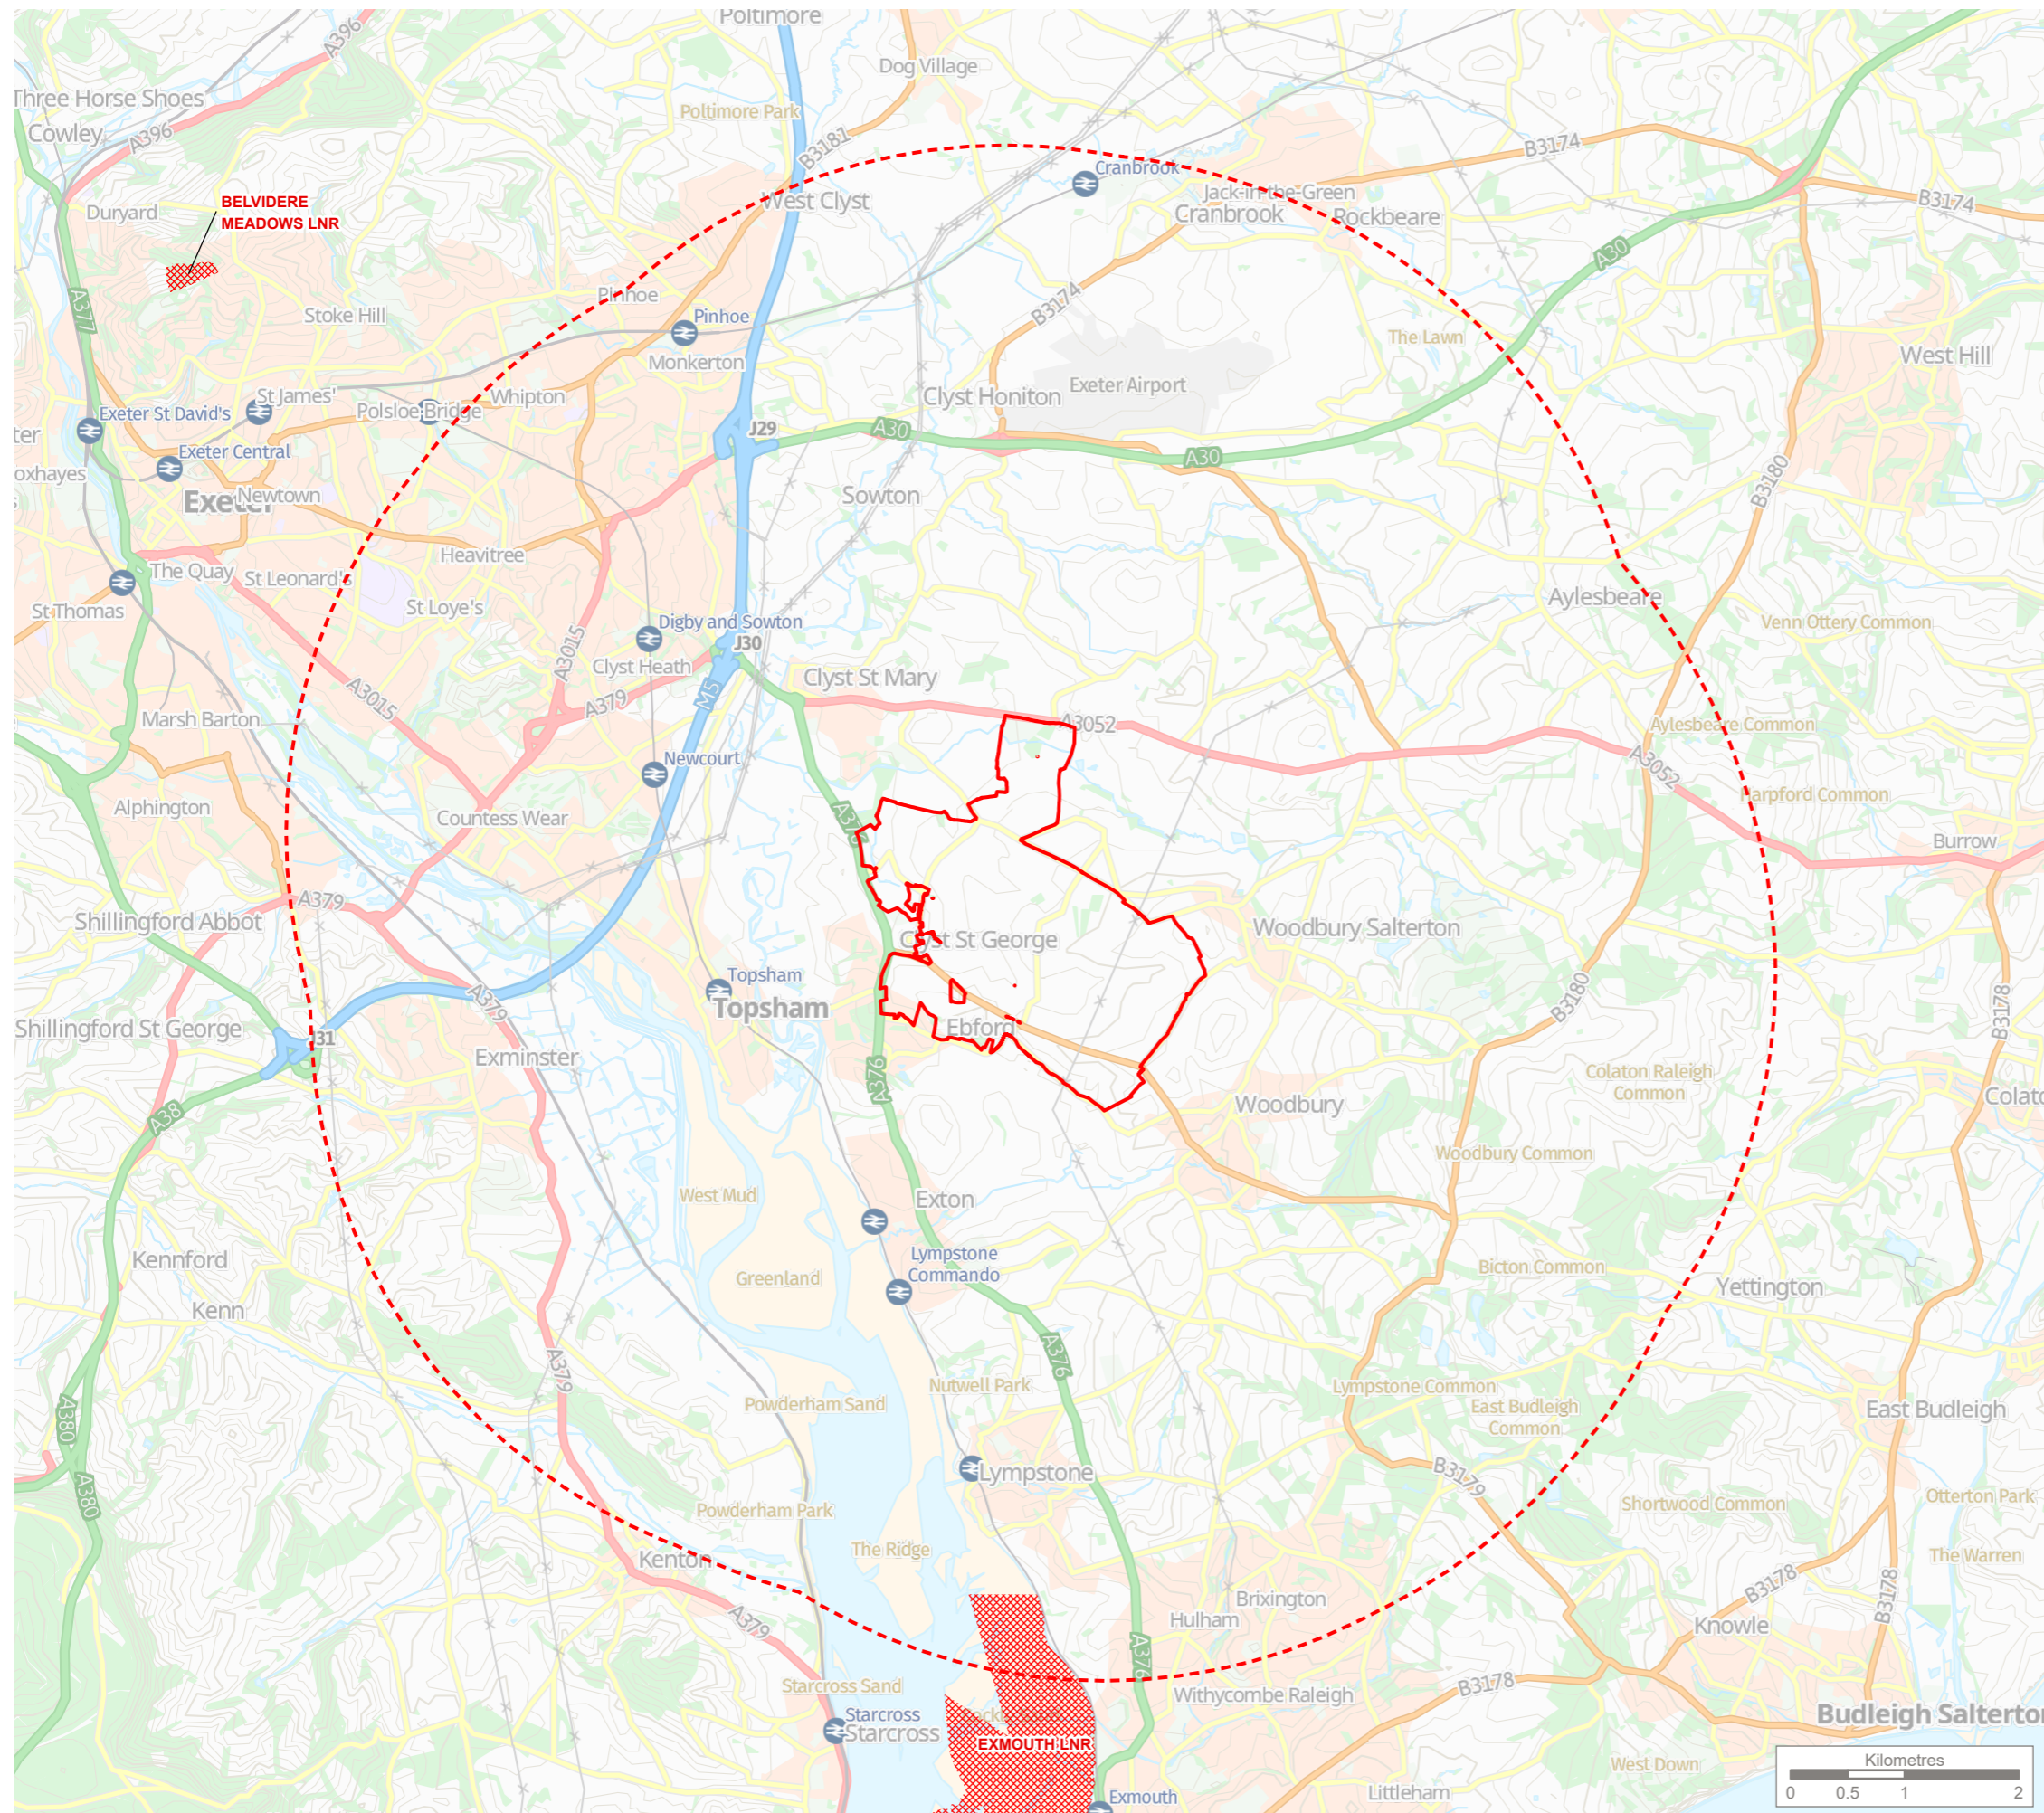 Poltimore
A396
Dog Village
Three Horse Shoes
Poltimore Park
Cowley
A396
B3181
B3174
Cranbrook
BELVIDERE
MEADOWS LNR
Duryard
West Clyst
Jack-in-the-Green
Cranbrook
Rockbeare
B3174
A30
Pinhoe
B3174
A377
Stoke Hill
Pinhoe
The Lawn
Monkerton
West Hill
Exeter Airport
St James'
Whipton
Clyst Honiton
Exeter St David's
Polsloe Bridge
J29
A30
Exeter Central
A30
oxhayes
B3180
Newtown
Exeter
Sowton
Heavitree
The Quay
St Leonard's
St Thomas
St Loye's
Aylesbeare
Digby and Sowton
Venn Ottery Common
J30
A3015
Clyst Heath
Clyst St Mary
M5
A3015
A379
Marsh Barton
A3052
Aylesbeare Common
Newcourt
A3052
Alphington
Harpford Common
Countess Wear
A376
Burrow
A379
Shillingford Abbot
Woodbury Salterton
Clyst St George
Topsham
A379
B3180
Topsham
B3178
Shillingford St George
Ebford
J31
Exminster
A376
Colaton Raleigh
Common
A38
Woodbury
Woodbury Common
West Mud
Exton
Kennford
Lympstone
Commando
Bicton Common
Greenland
Yettington
Kenn
A376
A379
Nutwell Park
Lympstone Common
Powderham Sand
East Budleigh
Common
East Budleigh
A380
Lympstone
B3179
A380
Powderham Park
Shortwood Common
Otterton Park
The Ridge
Kenton
The Warren
B3178
Brixington
B3178
Hulham
A379
Knowle
A376
Starcross Sand
B3178
Withycombe Raleigh
Starcross
Starcross
Budleigh Salterton
EXMOUTH LNR
West Down
Kilometres
Exmouth
Littleham
0 0.5 1 2